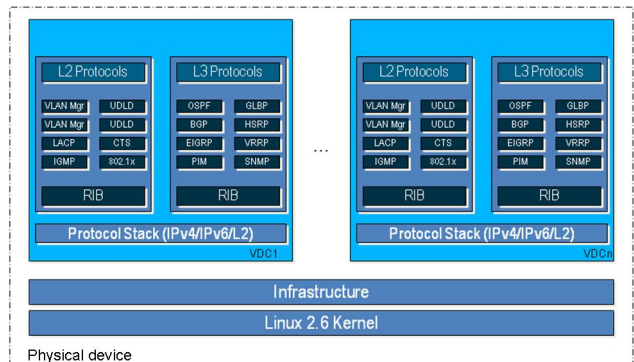 L2 Protocols
VLAN Mgr UDLD
VLAN Mgr UDLD
LACP CTS
IGMP 802.1x
RIB
L3 Protocols
OSPF GLBP
BGP HSRP
EIGRP VRRP
PIM SNMP
RIB
Protocol Stack (IPv4/IPv6/L2)
VDC1
...
L2 Protocols
VLAN Mgr UDLD
VLAN Mgr UDLD
LACP CTS
IGMP 802.1x
RIB
L3 Protocols
OSPF GLBP
BGP HSRP
EIGRP VRRP
PIM SNMP
RIB
Protocol Stack (IPv4/IPv6/L2)
VDCn
Infrastructure
Linux 2.6 Kernel
Physical device